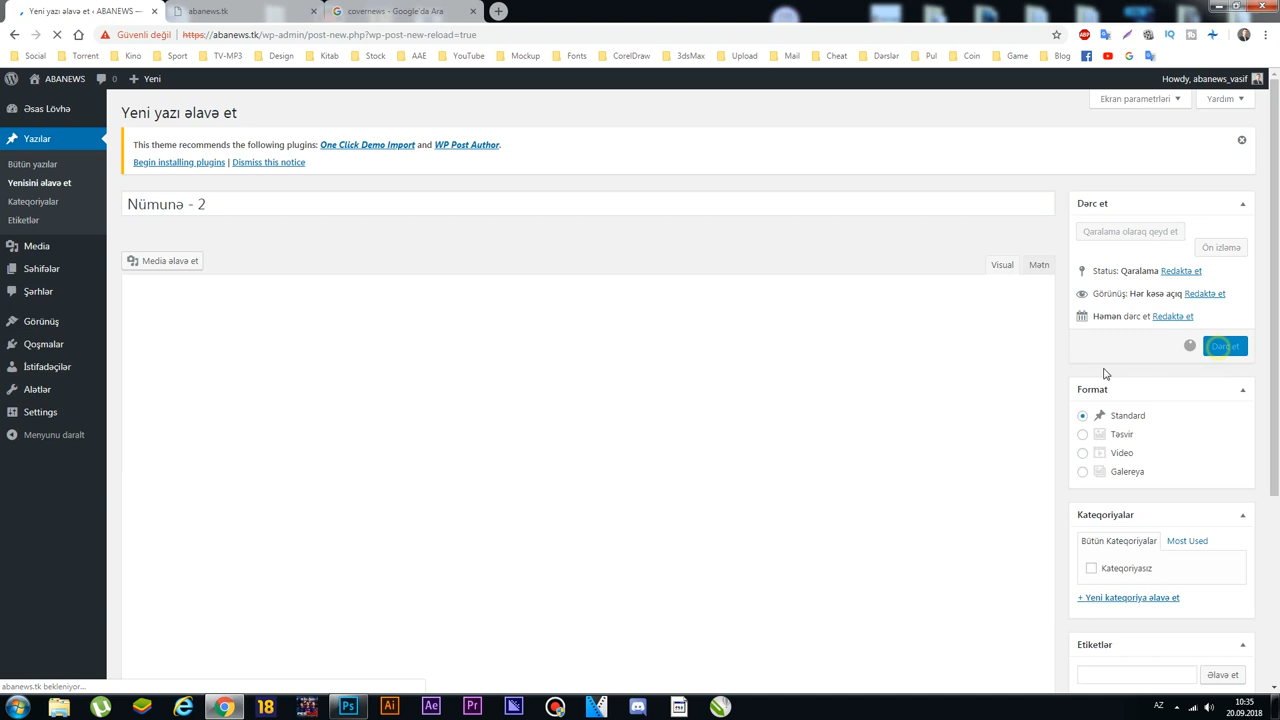 Yeni yazı əlavə et ‹ ABANEWS —
abanews.tk
covernews - Google'da Ara
Güvenli değil
https://abanews.tk/wp-admin/post-new.php?wp-post-new-reload=true
Social
Torrent
Kino
Sport
TV-MP3
Design
Kitab
Stock
AAE
YouTube
Mockup
Fonts
CorelDraw
3dsMax
Upload
Mail
Cheat
Dərslər
Pul
Coin
Game
Blog
ABANEWS
0
Yeni
Howdy, abanews_vasif
Ekran parametrləri
Yardım
Əsas Lövhə
Yazılar
Bütün yazılar
Yenisini əlavə et
Kateqoriyalar
Etiketlər
Media
Səhifələr
Şərhlər
Görünüş
Qoşmalar
İstifadəçilər
Alətlər
Settings
Menyunu daralt
Yeni yazı əlavə et
This theme recommends the following plugins: One Click Demo Import and WP Post Author.
Begin installing plugins | Dismiss this notice
Nümunə - 2
Media əlavə et
Visual
Mətn
Dərc et
Qaralama olaraq qeyd et
Ön izləmə
Status: Qaralama Redaktə et
Görünüş: Hər kəsə açıq Redaktə et
Həmən dərc et Redaktə et
Dərc et
Format
Standard
Təsvir
Video
Qalereya
Kateqoriyalar
Bütün Kateqoriyalar
Most Used
Kateqoriyasız
+ Yeni kateqoriya əlavə et
Etiketlər
Əlavə et
abanews.tk bekleniyor...
18
Ps
Ai
Ae
Pr
AZ
10:35
20.09.2018